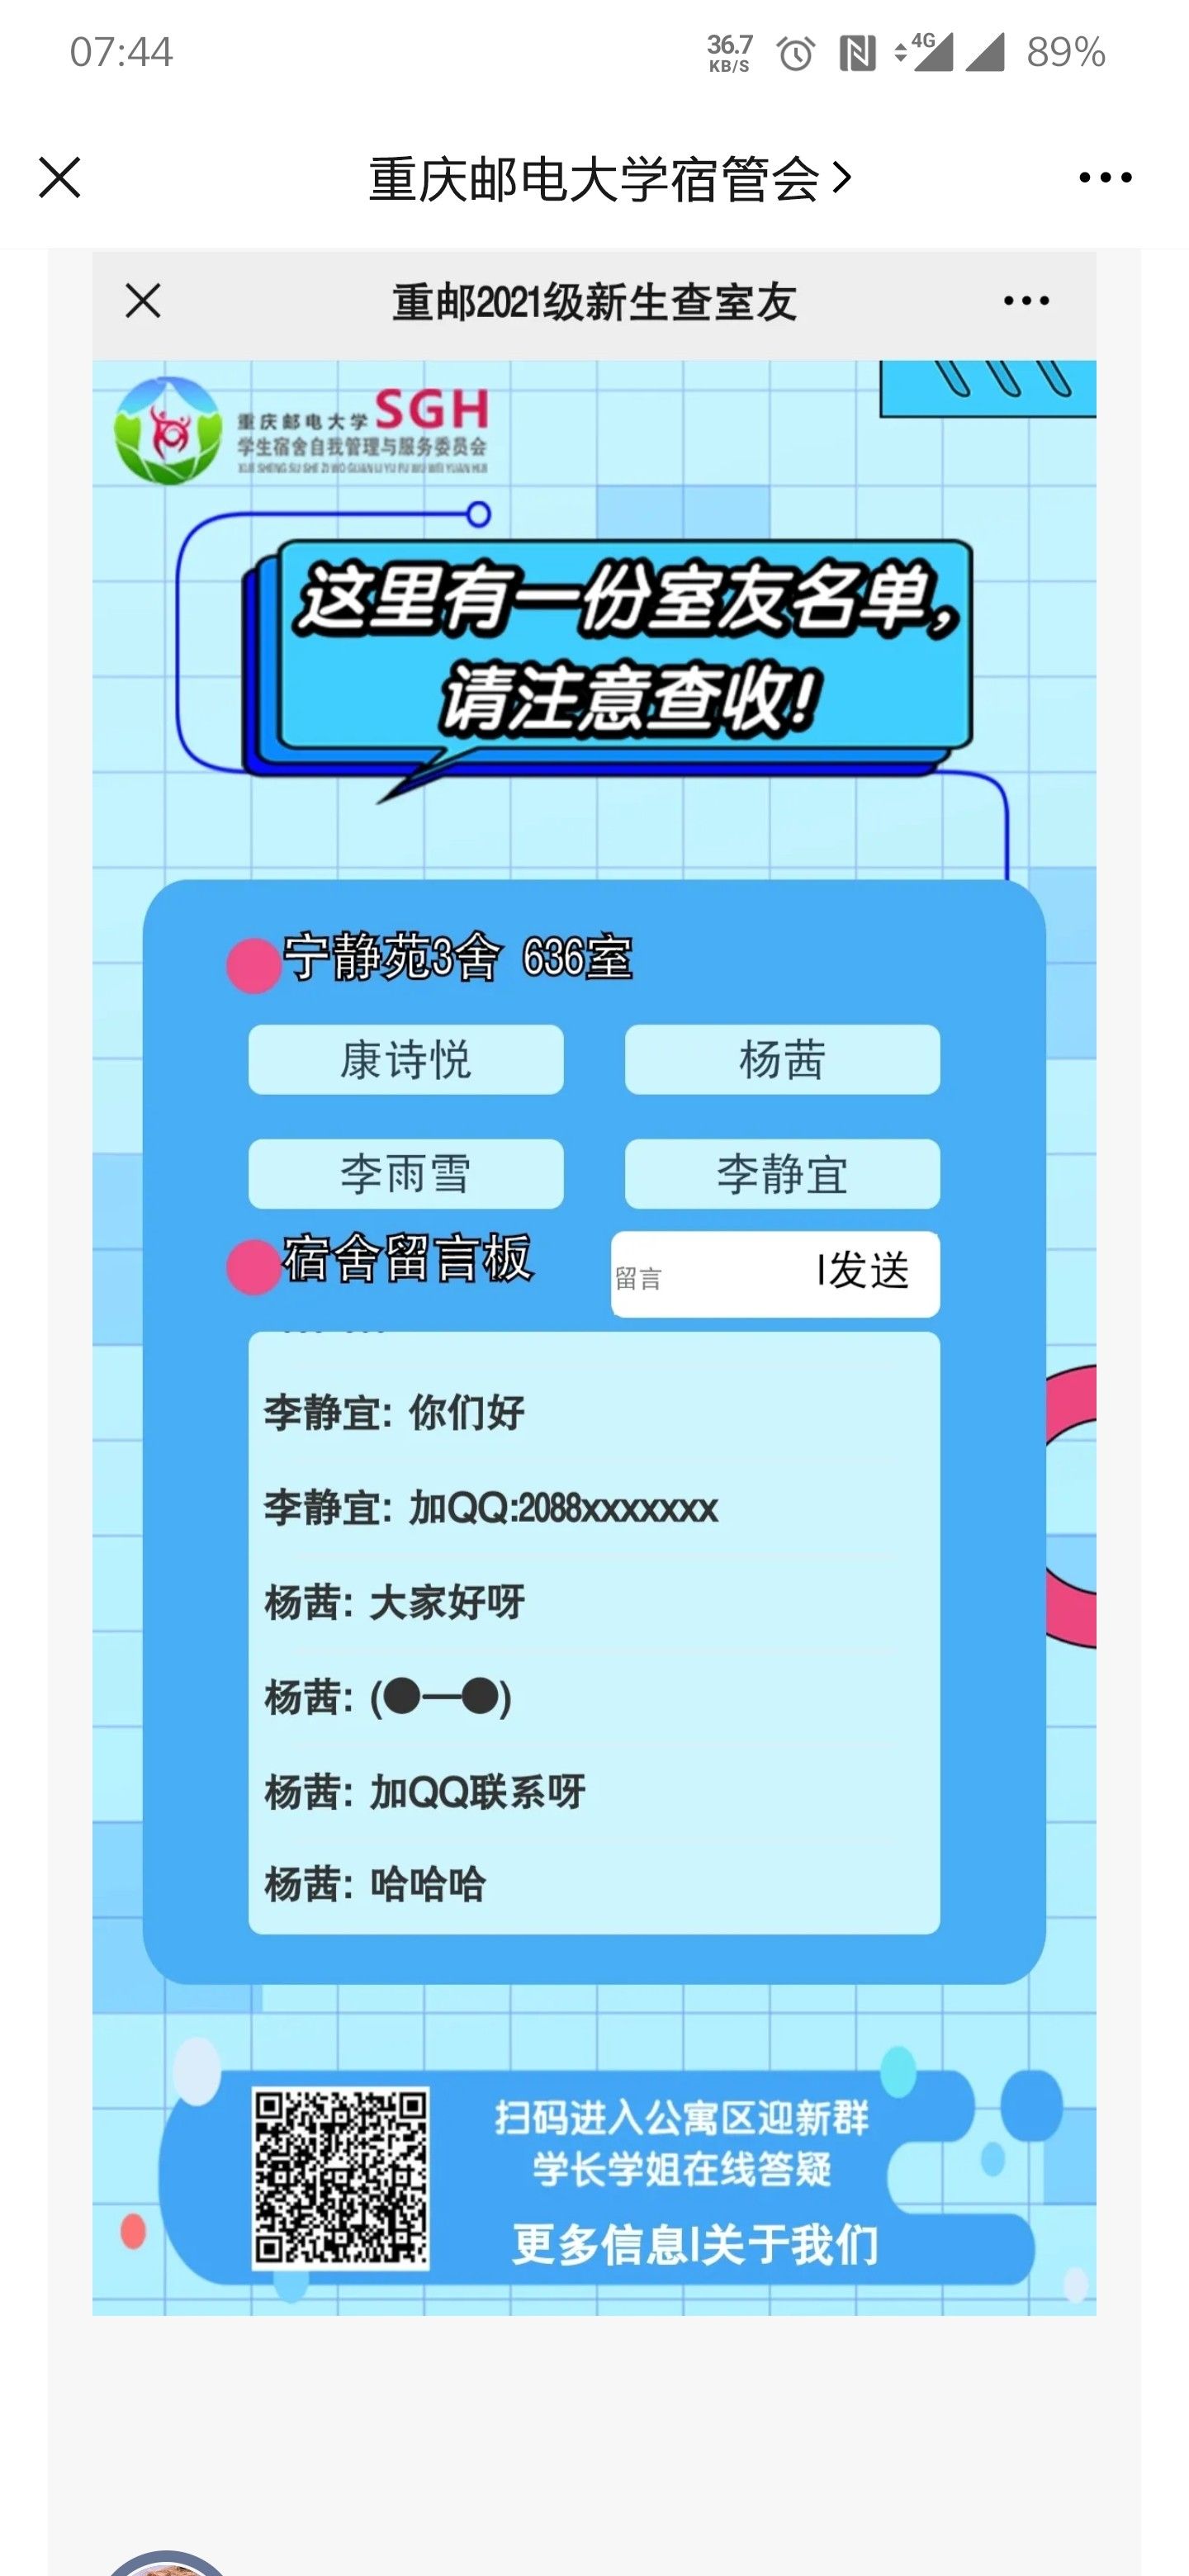 07:44
36.7
KB/S
4G
89%
重庆邮电大学宿管会
重邮2021级新生查室友
重庆邮电大学 SGH
学生宿舍自我管理与服务委员会
XUE SHENG SU SHE ZI WO GUAN LI YU FU WU WEI YUAN HUI
这里有一份室友名单,
请注意查收!
宁静苑3舍 636室
康诗悦
杨茜
李雨雪
李静宜
宿舍留言板
留言
|发送
李静宜: 你们好
李静宜: 加QQ:2088xxxxxxx
杨茜: 大家好呀
杨茜: (●—●)
杨茜: 加QQ联系呀
杨茜: 哈哈哈
扫码进入公寓区迎新群
学长学姐在线答疑
更多信息|关于我们